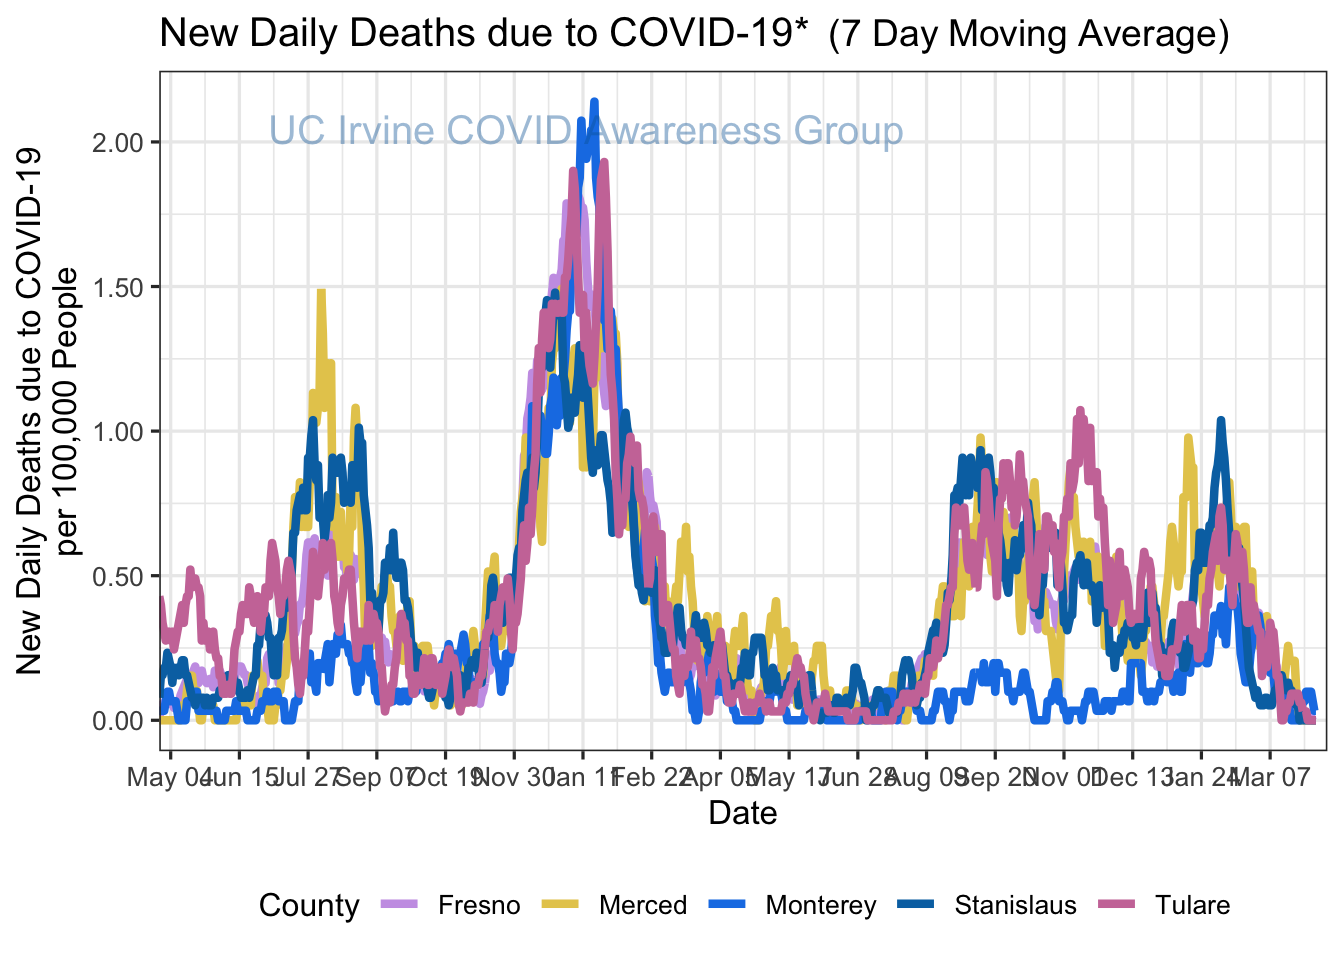 New Daily Deaths due to COVID-19* (7 Day Moving Average)
UC Irvine COVID Awareness Group
New Daily Deaths due to COVID-19
per 100,000 People
2.00
1.50
1.00
0.50
0.00
May 04 Jun 15 Jul 27 Sep 07 Oct 19 Nov 30 Jan 11 Feb 22 Apr 05 May 17 Jun 28 Aug 09 Sep 20 Nov 01 Dec 13 Jan 24 Mar 07
Date
County Fresno Merced Monterey Stanislaus Tulare